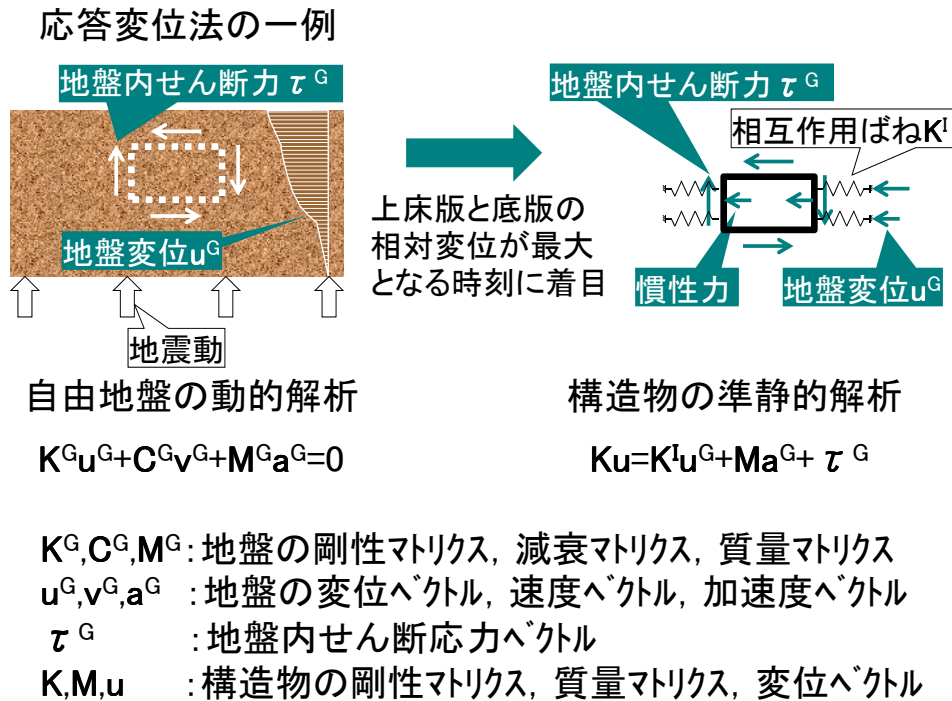 応答変位法の一例
地盤内せん断力 τ G
地盤変位uG
地震動
自由地盤の動的解析
KGuG+CGvG+MGaG=0
上床版と底版の
相対変位が最大
となる時刻に着目
地盤内せん断力 τ G
相互作用ばねKI
慣性力
地盤変位uG
構造物の準静的解析
Ku=KIuG+MaG+ τ G
KG,CG,MG:地盤の剛性マトリクス, 減衰マトリクス, 質量マトリクス
uG,vG,aG :地盤の変位ベクトル, 速度ベクトル, 加速度ベクトル
τ G :地盤内せん断応力ベクトル
K,M,u :構造物の剛性マトリクス, 質量マトリクス, 変位ベクトル